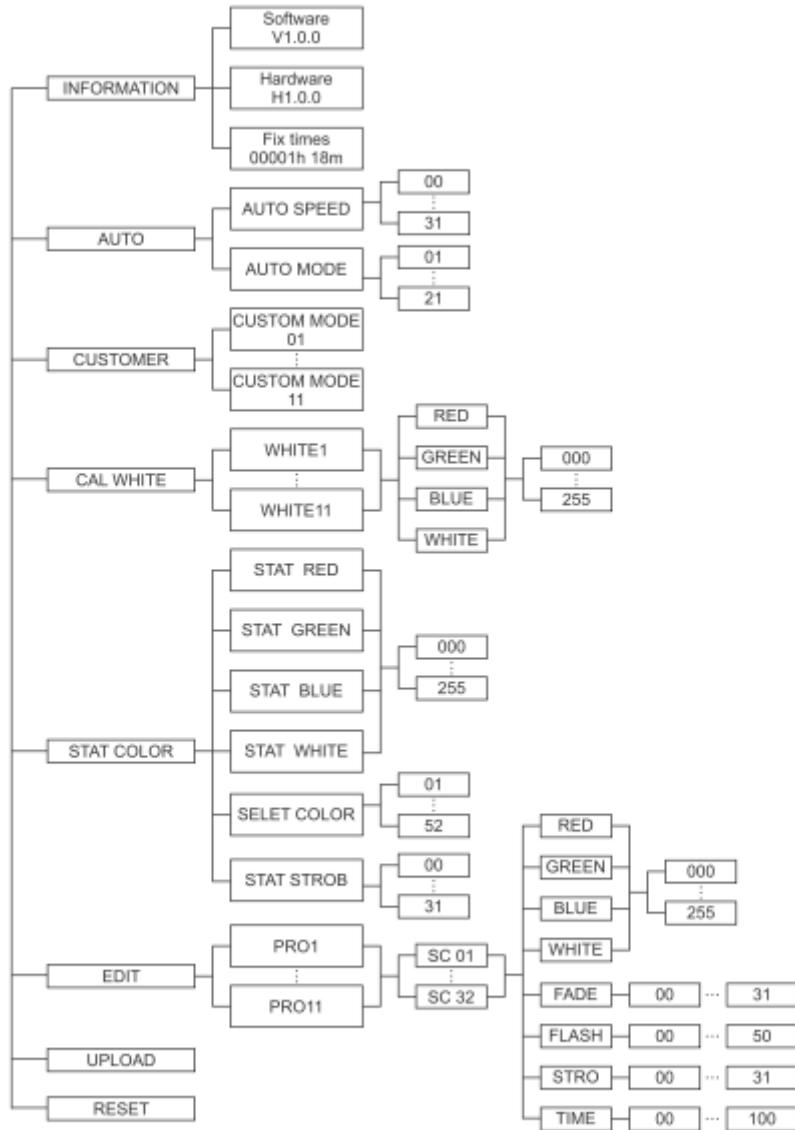 Software
V1.0.0
INFORMATION
Hardware
H1.0.0
Fix times
00001h 18m
AUTO
AUTO SPEED
00
31
AUTO MODE
01
21
CUSTOMER
CUSTOM MODE
01
CUSTOM MODE
11
CAL WHITE
WHITE1
WHITE11
RED
GREEN
BLUE
WHITE
000
255
STAT COLOR
STAT RED
STAT GREEN
STAT BLUE
STAT WHITE
000
255
SELET COLOR
01
52
STAT STROB
00
31
EDIT
PRO1
PRO11
SC 01
SC 32
RED
GREEN
BLUE
WHITE
000
255
FADE 00 ... 31
FLASH 00 ... 50
STRO 00 ... 31
TIME 00 ... 100
UPLOAD
RESET